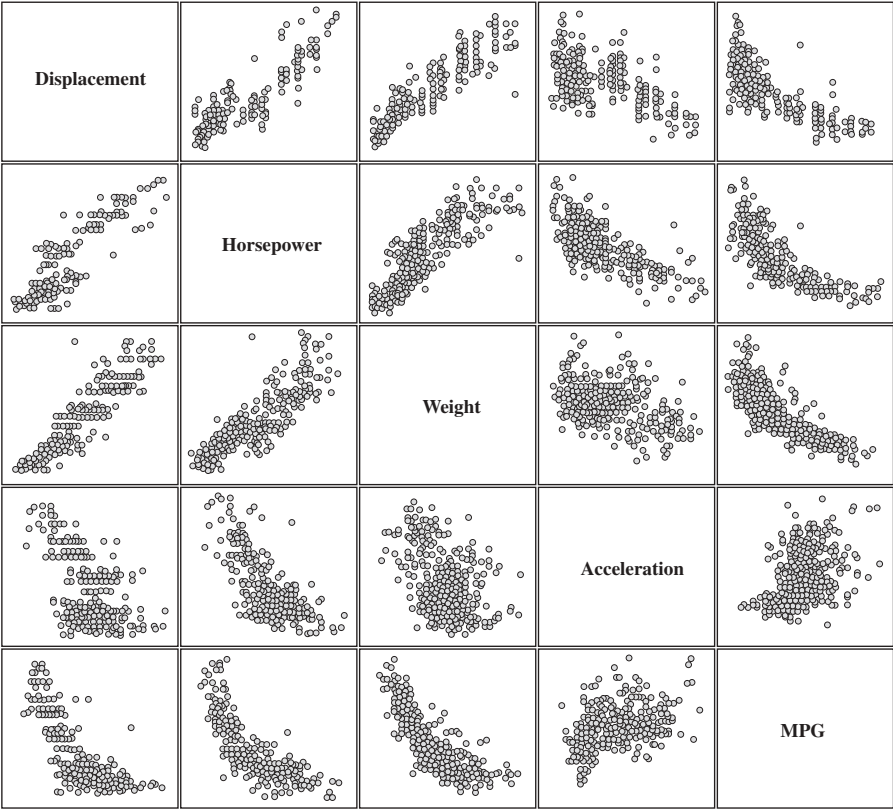 Displacement
Horsepower
Weight
Acceleration
MPG